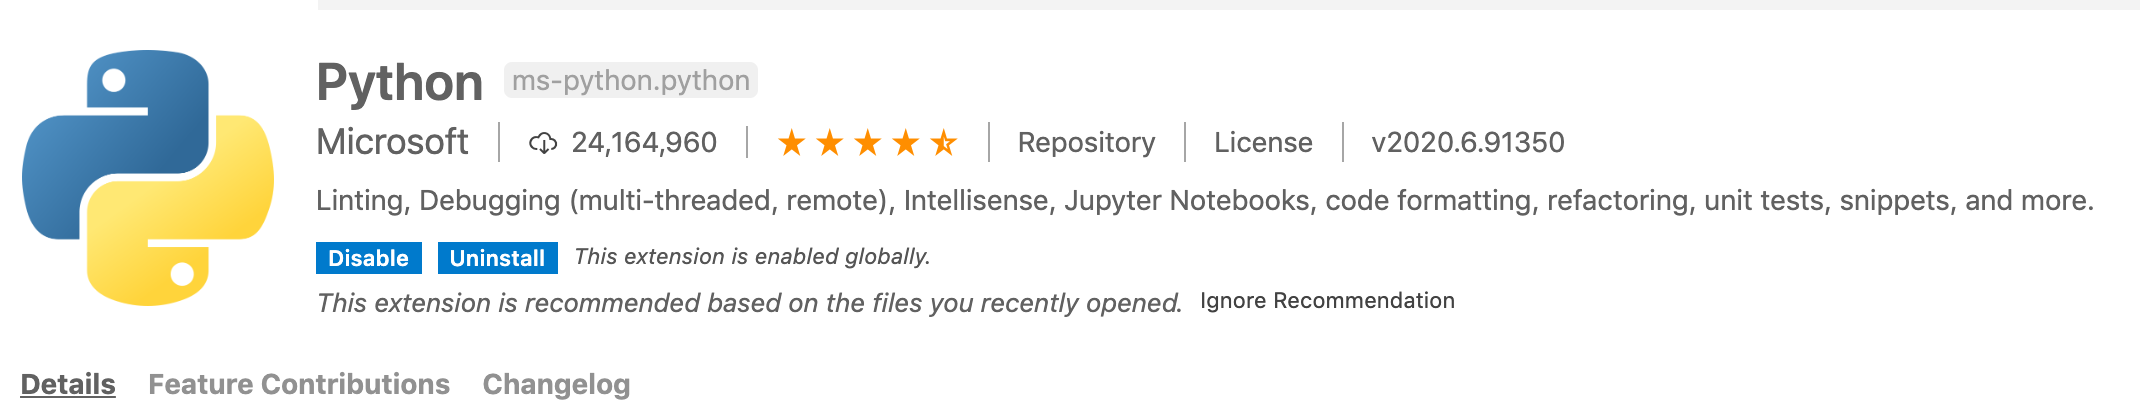 Python ms-python.python
Microsoft 24,164,960 Repository License v2020.6.91350
Linting, Debugging (multi-threaded, remote), Intellisense, Jupyter Notebooks, code formatting, refactoring, unit tests, snippets, and more.
Disable Uninstall This extension is enabled globally.
This extension is recommended based on the files you recently opened. Ignore Recommendation
Details Feature Contributions Changelog